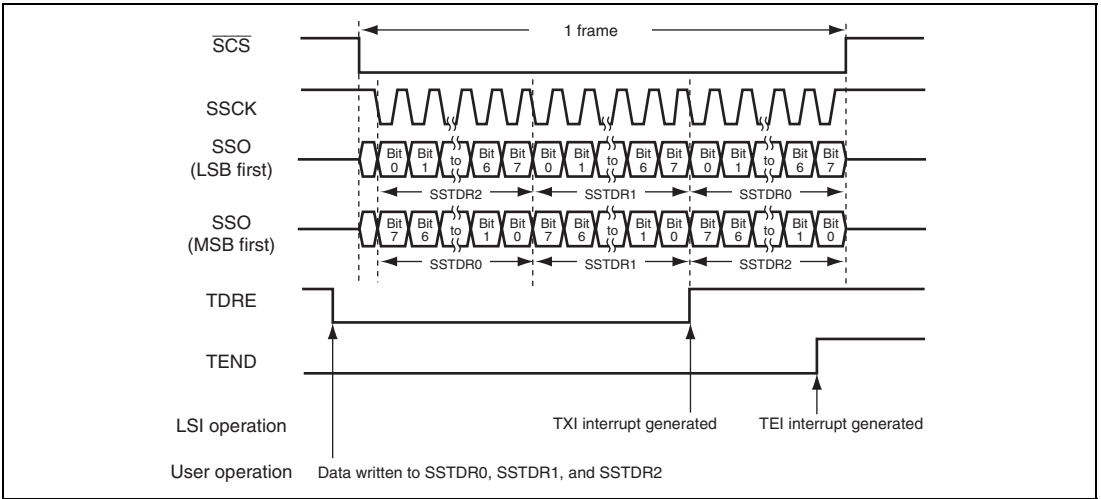 1 frame
SCS
SSCK
SSO
(LSB first)
Bit 0 Bit 1 to Bit 6 Bit 7 Bit 0 Bit 1 to Bit 6 Bit 7 Bit 0 Bit 1 to Bit 6 Bit 7
SSTDR2 SSTDR1 SSTDR0
SSO
(MSB first)
Bit 7 Bit 6 to Bit 1 Bit 0 Bit 7 Bit 6 to Bit 1 Bit 0 Bit 7 Bit 6 to Bit 1 Bit 0
SSTDR0 SSTDR1 SSTDR2
TDRE
TEND
LSI operation TXI interrupt generated TEI interrupt generated
User operation Data written to SSTDR0, SSTDR1, and SSTDR2